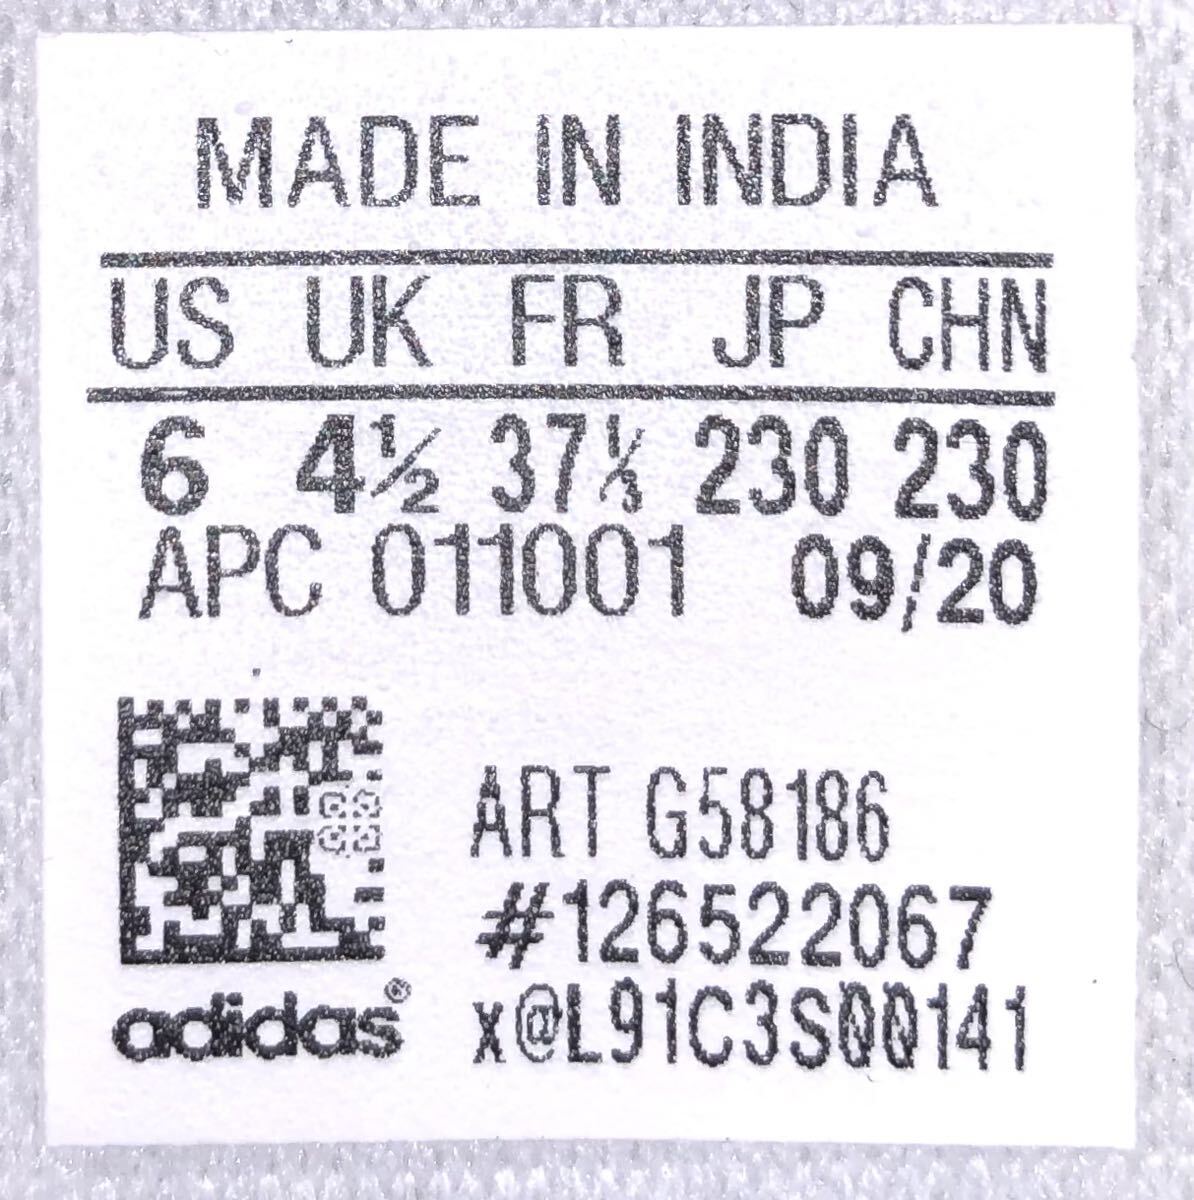 MADE IN INDIA
US UK FR JP CHN
6 4½ 37⅓ 230 230
APC 011001 09/20
ART G58186
#126522067
x@L91C3S00141
adidas®